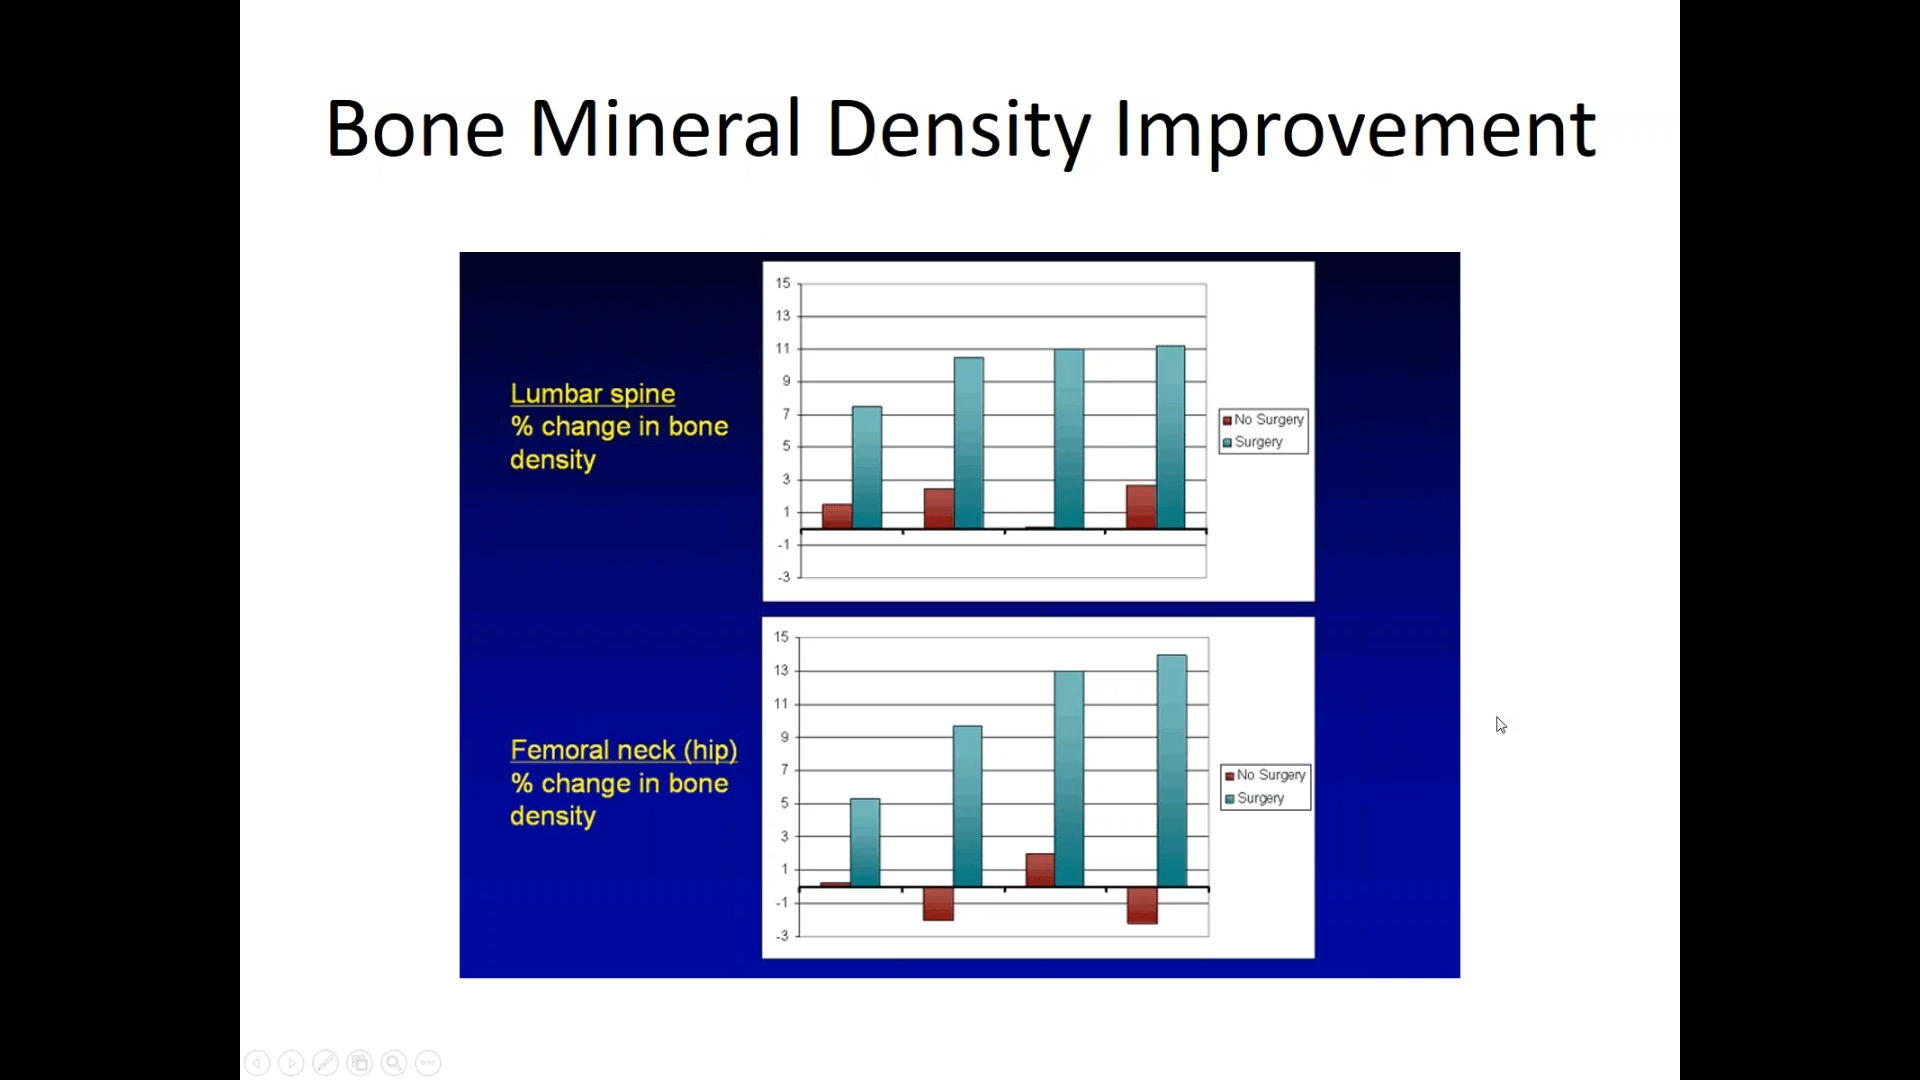 Bone Mineral Density Improvement
Lumbar spine
% change in bone
density
15
13
11
9
7
5
3
1
-1
-3
No Surgery
Surgery
Femoral neck (hip)
% change in bone
density
15
13
11
9
7
5
3
1
-1
-3
No Surgery
Surgery